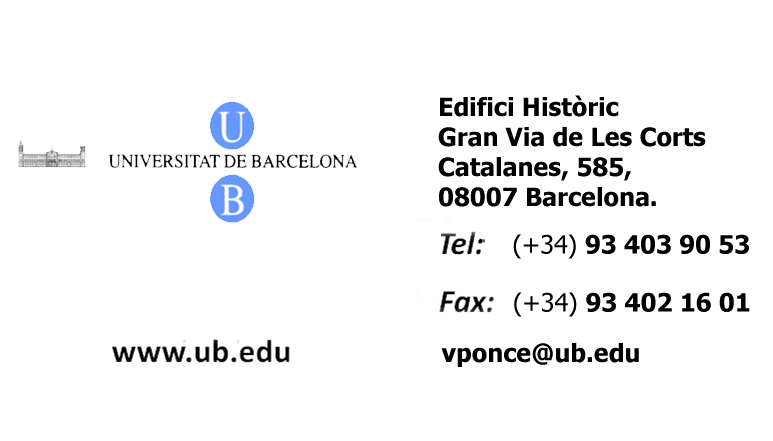 U
UNIVERSITAT DE BARCELONA
B
www.ub.edu
Edifici Històric
Gran Via de Les Corts
Catalanes, 585,
08007 Barcelona.
Tel: (+34) 93 403 90 53
Fax: (+34) 93 402 16 01
vponce@ub.edu